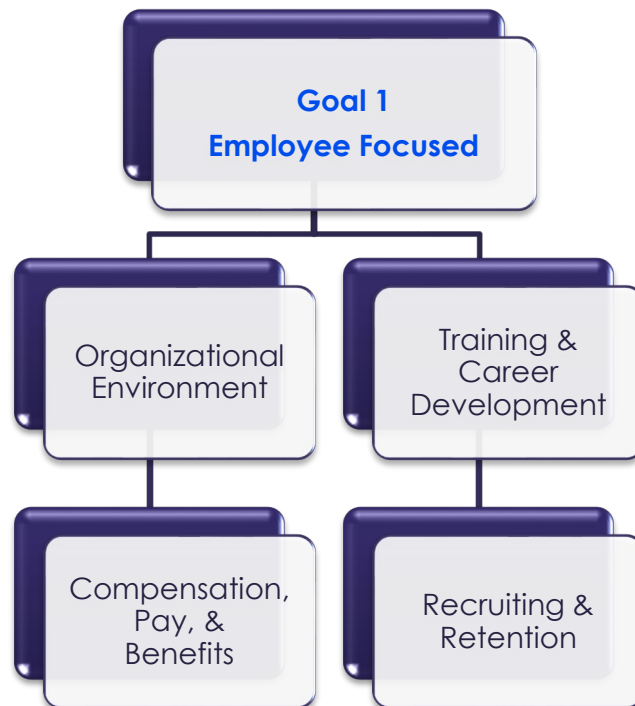 Goal 1
Employee Focused
Organizational
Environment
Training &
Career
Development
Compensation,
Pay, &
Benefits
Recruiting &
Retention